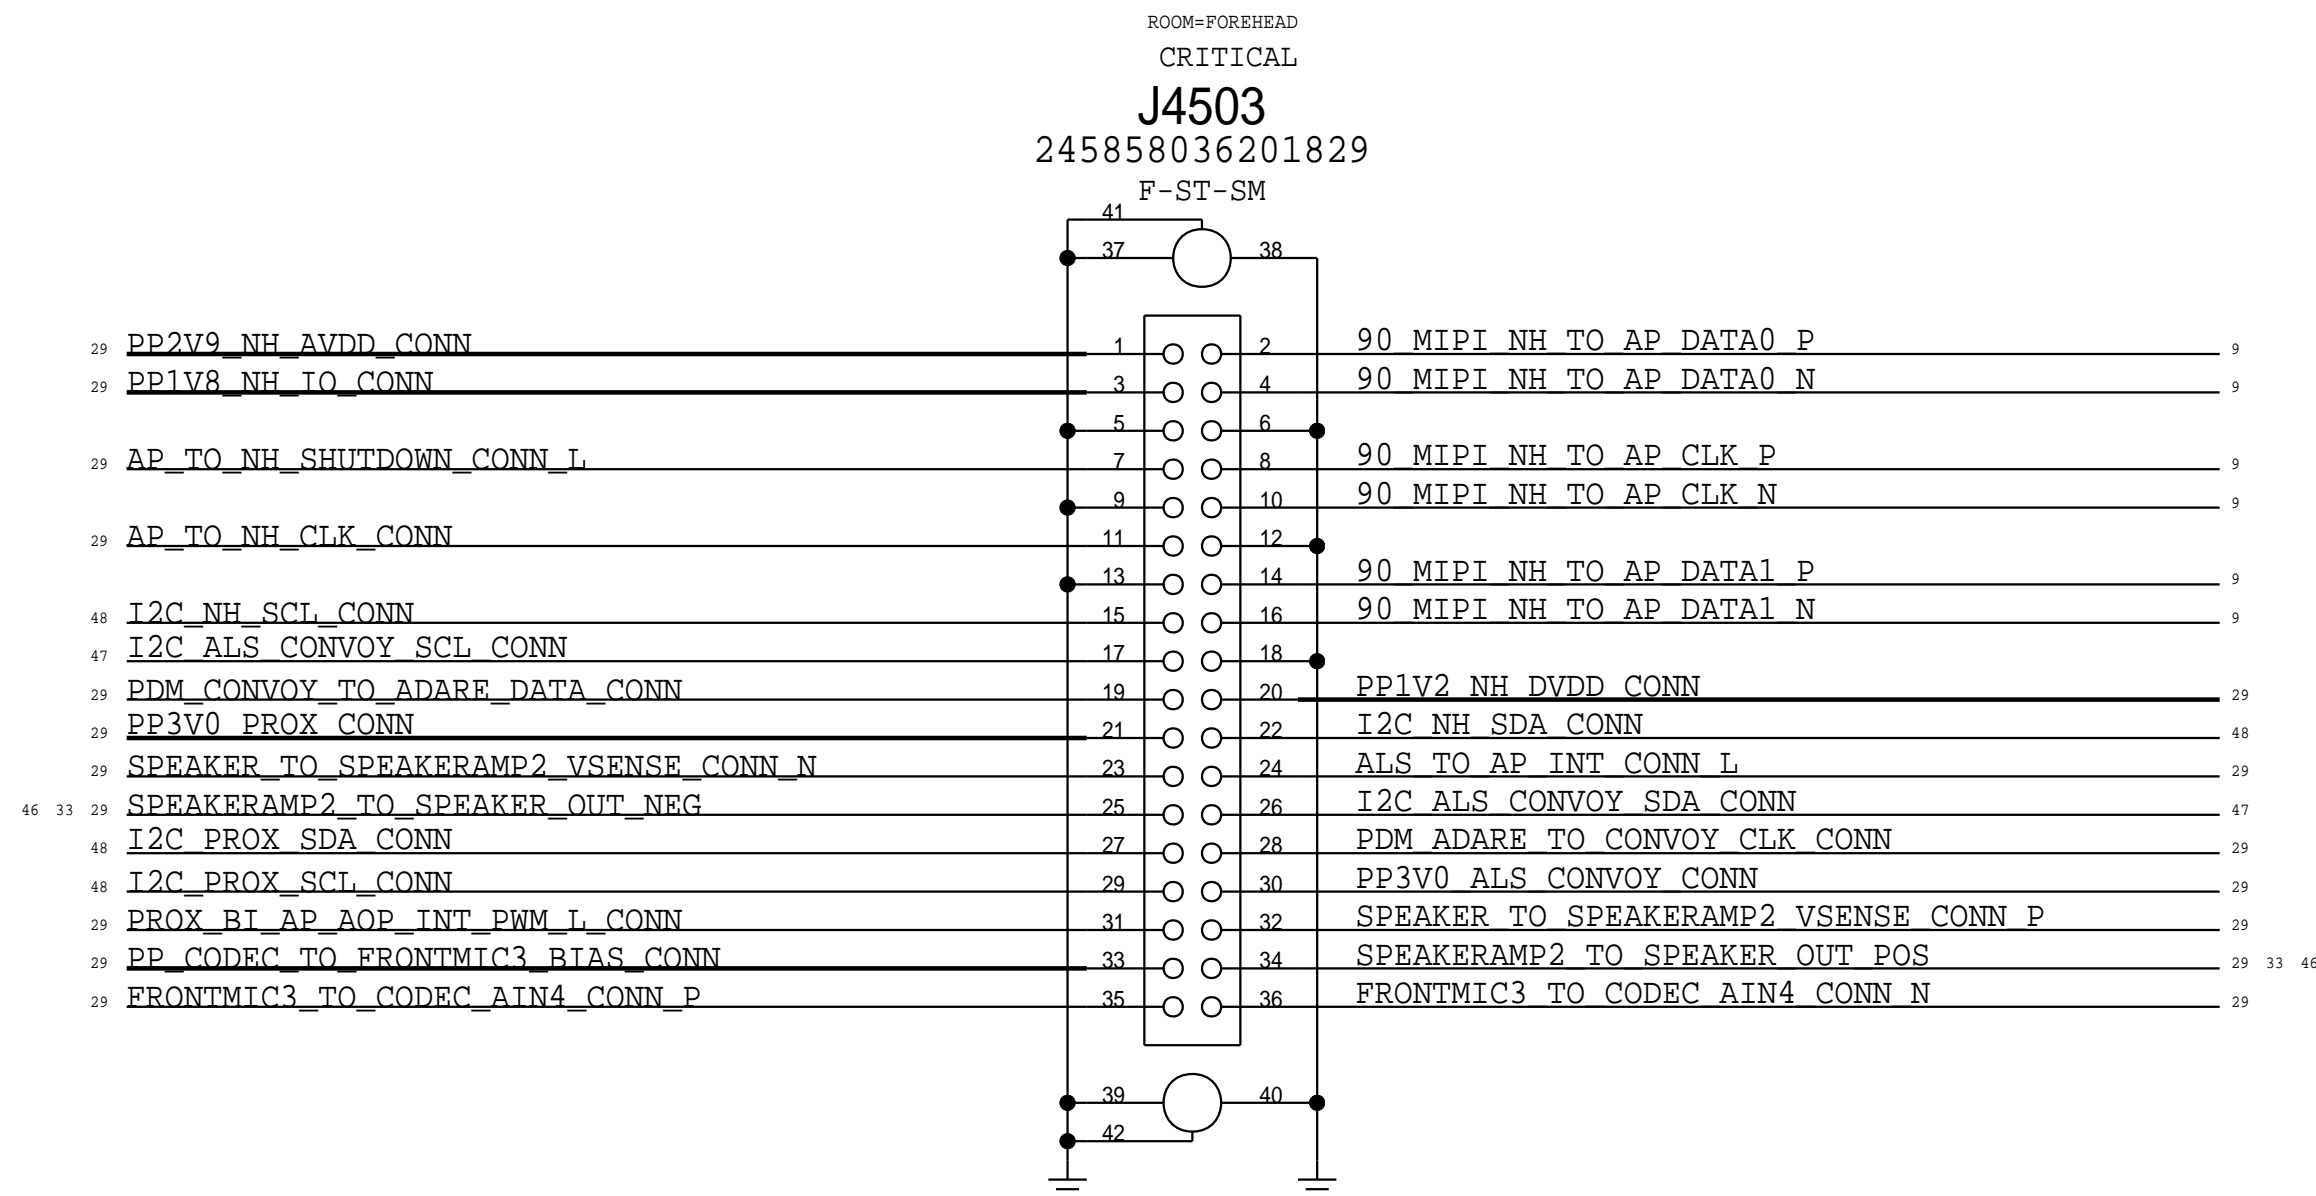 ROOM=FOREHEAD
CRITICAL
J4503
245858036201829
F-ST-SM
41
37 38
29 PP2V9_NH_AVDD_CONN 1 2 90_MIPI_NH_TO_AP_DATA0_P 9
29 PP1V8_NH_IO_CONN 3 4 90_MIPI_NH_TO_AP_DATA0_N 9
5 6
29 AP_TO_NH_SHUTDOWN_CONN_L 7 8 90_MIPI_NH_TO_AP_CLK_P 9
9 10 90_MIPI_NH_TO_AP_CLK_N 9
29 AP_TO_NH_CLK_CONN 11 12
13 14 90_MIPI_NH_TO_AP_DATA1_P 9
48 I2C_NH_SCL_CONN 15 16 90_MIPI_NH_TO_AP_DATA1_N 9
47 I2C_ALS_CONVOY_SCL_CONN 17 18
29 PDM_CONVOY_TO_ADARE_DATA_CONN 19 20 PP1V2_NH_DVDD_CONN 29
29 PP3V0_PROX_CONN 21 22 I2C_NH_SDA_CONN 48
29 SPEAKER_TO_SPEAKERAMP2_VSENSE_CONN_N 23 24 ALS_TO_AP_INT_CONN_L 29
46 33 29 SPEAKERAMP2_TO_SPEAKER_OUT_NEG 25 26 I2C_ALS_CONVOY_SDA_CONN 47
48 I2C_PROX_SDA_CONN 27 28 PDM_ADARE_TO_CONVOY_CLK_CONN 29
48 I2C_PROX_SCL_CONN 29 30 PP3V0_ALS_CONVOY_CONN 29
29 PROX_BI_AP_AOP_INT_PWM_L_CONN 31 32 SPEAKER_TO_SPEAKERAMP2_VSENSE_CONN_P 29
29 PP_CODEC_TO_FRONTMIC3_BIAS_CONN 33 34 SPEAKERAMP2_TO_SPEAKER_OUT_POS 29 33 46
29 FRONTMIC3_TO_CODEC_AIN4_CONN_P 35 36 FRONTMIC3_TO_CODEC_AIN4_CONN_N 29
39 40
42